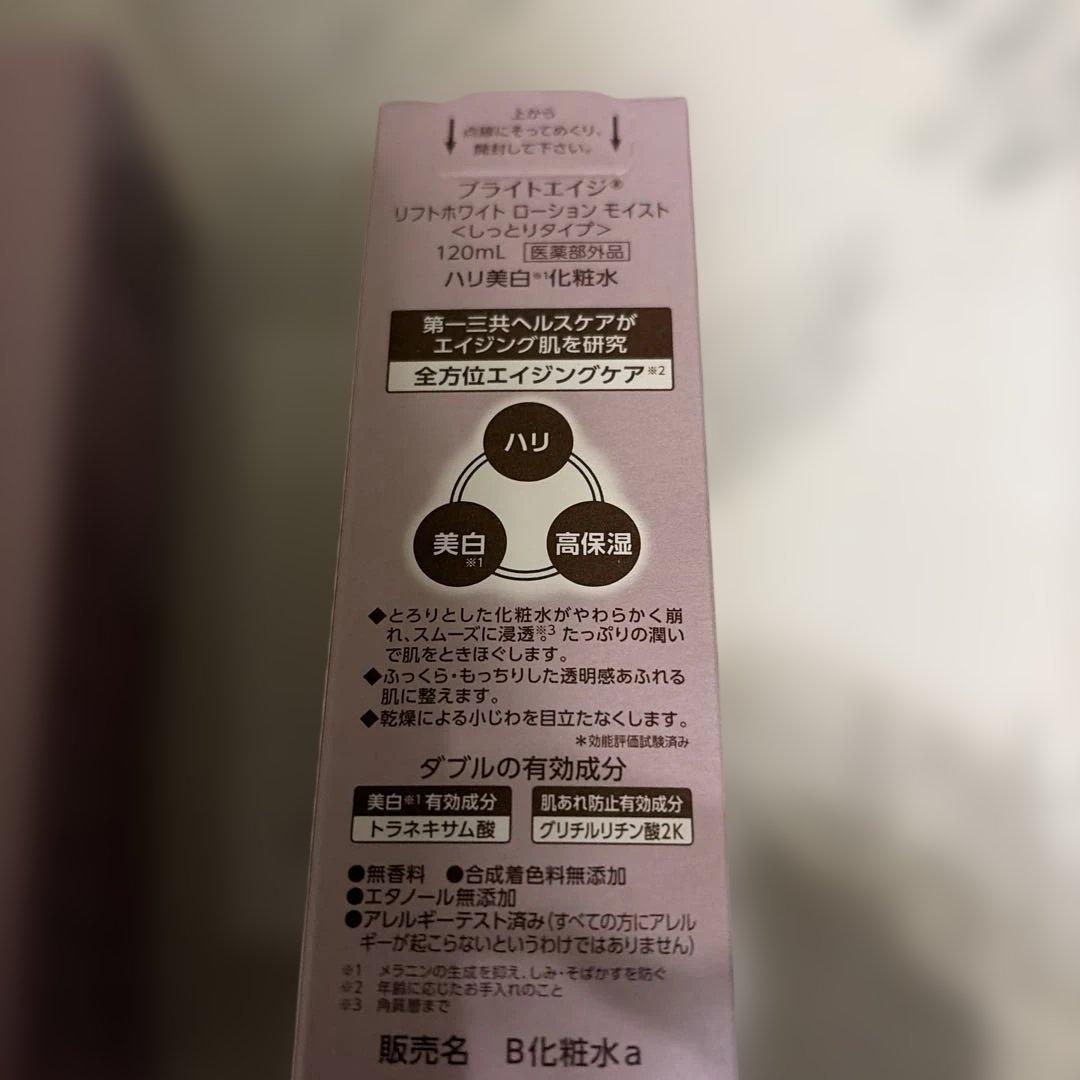 上から
点線にそってめくり、
開封して下さい。
ブライトエイジ®
リフトホワイト ローション モイスト
<しっとりタイプ>
120mL 医薬部外品
ハリ美白※1化粧水
第一三共ヘルスケアが
エイジング肌を研究
全方位エイジングケア※2
ハリ
美白※1
高保湿
◆とろりとした化粧水がやわらかく崩
れ、スムーズに浸透※3。たっぷりの潤い
で肌をときほぐします。
◆ふっくら・もっちりした透明感あふれる
肌に整えます。
◆乾燥による小じわを目立たなくします。
*効能評価試験済み
ダブルの有効成分
美白※1有効成分
トラネキサム酸
肌あれ防止有効成分
グリチルリチン酸2K
●無香料 ●合成着色料無添加
●エタノール無添加
●アレルギーテスト済み(すべての方にアレル
ギーが起こらないというわけではありません)
※1 メラニンの生成を抑え、しみ・そばかすを防ぐ
※2 年齢に応じたお手入れのこと
※3 角質層まで
販売名 B化粧水a